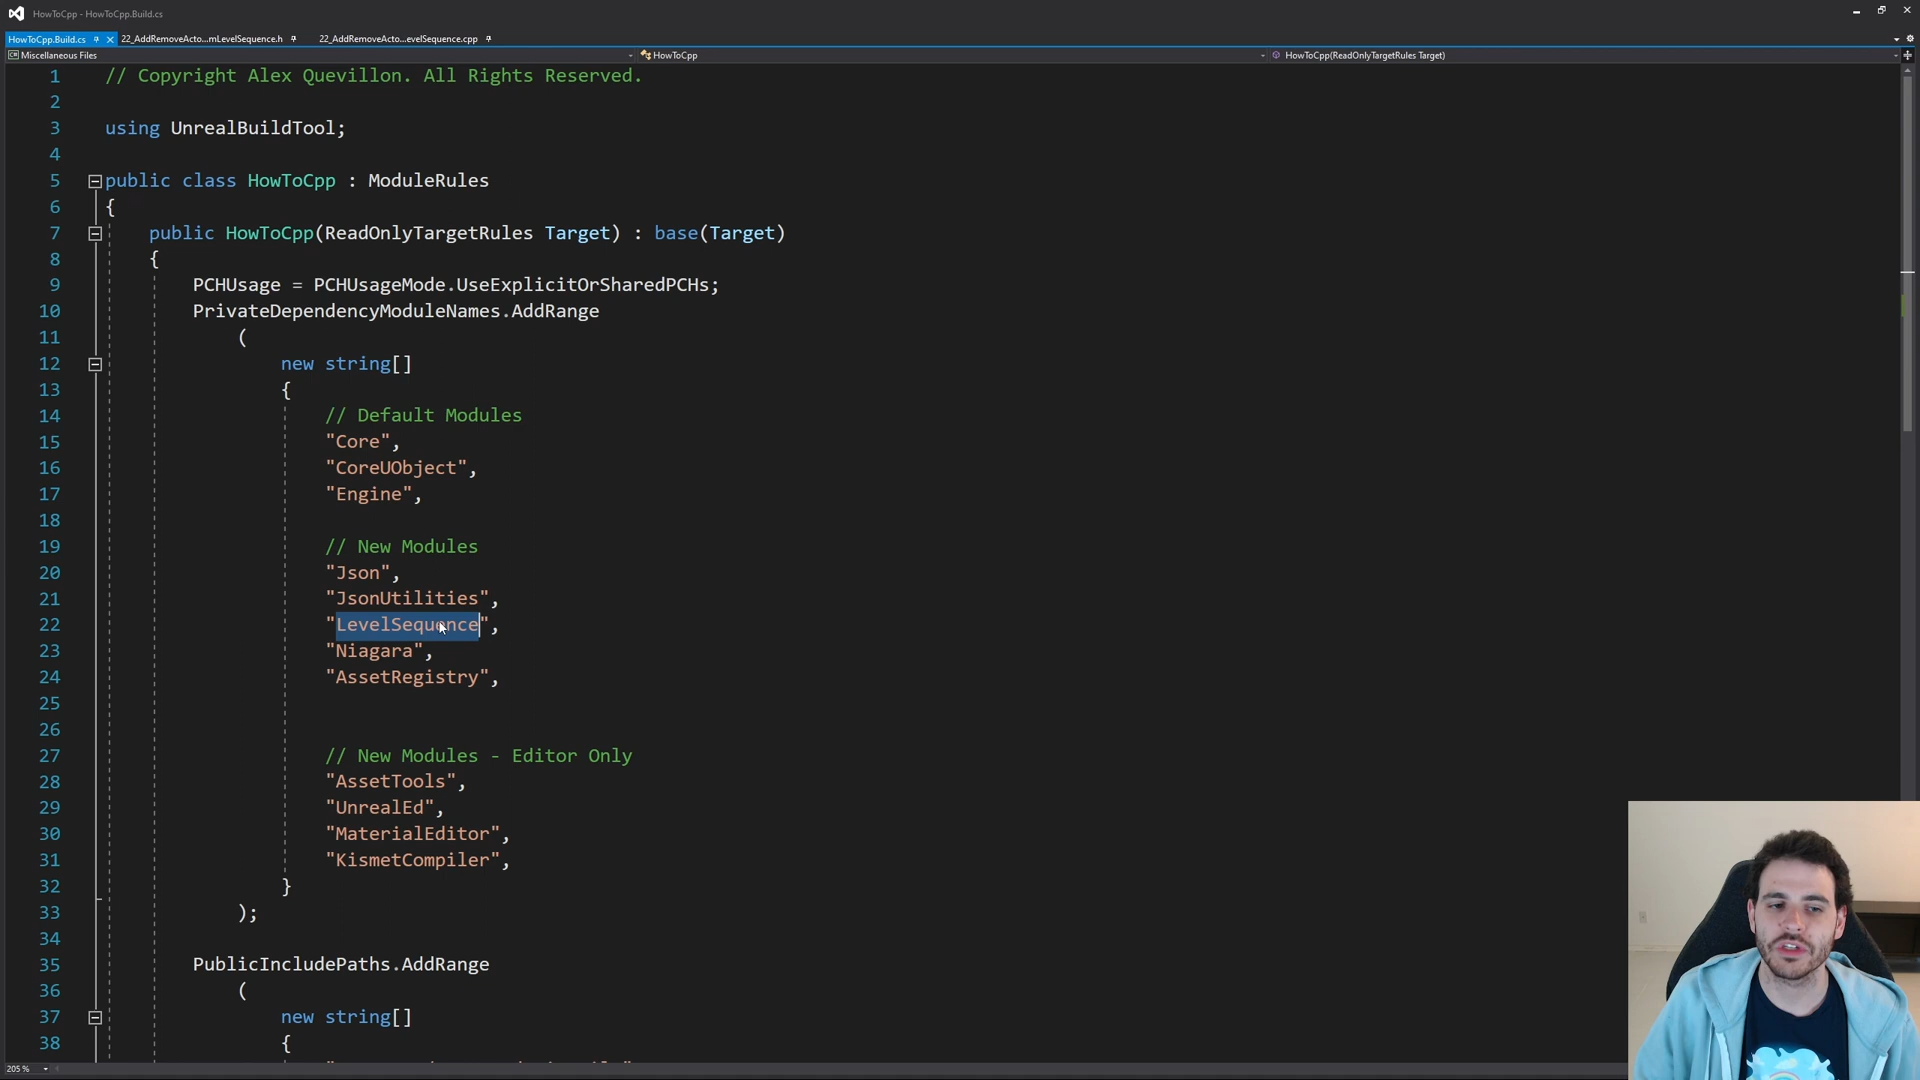 HowToCpp - HowToCpp.Build.cs
HowToCpp.Build.cs 22_AddRemoveActo...mLevelSequence.h 22_AddRemoveActo...evelSequence.cpp
Miscellaneous Files HowToCpp HowToCpp(ReadOnlyTargetRules Target)
1 // Copyright Alex Quevillon. All Rights Reserved.
2
3 using UnrealBuildTool;
4
5 public class HowToCpp : ModuleRules
6 {
7 public HowToCpp(ReadOnlyTargetRules Target) : base(Target)
8 {
9 PCHUsage = PCHUsageMode.UseExplicitOrSharedPCHs;
10 PrivateDependencyModuleNames.AddRange
11 (
12 new string[]
13 {
14 // Default Modules
15 "Core",
16 "CoreUObject",
17 "Engine",
18
19 // New Modules
20 "Json",
21 "JsonUtilities",
22 "LevelSequence",
23 "Niagara",
24 "AssetRegistry",
25
26
27 // New Modules - Editor Only
28 "AssetTools",
29 "UnrealEd",
30 "MaterialEditor",
31 "KismetCompiler",
32 }
33 );
34
35 PublicIncludePaths.AddRange
36 (
37 new string[]
38 {
205 %